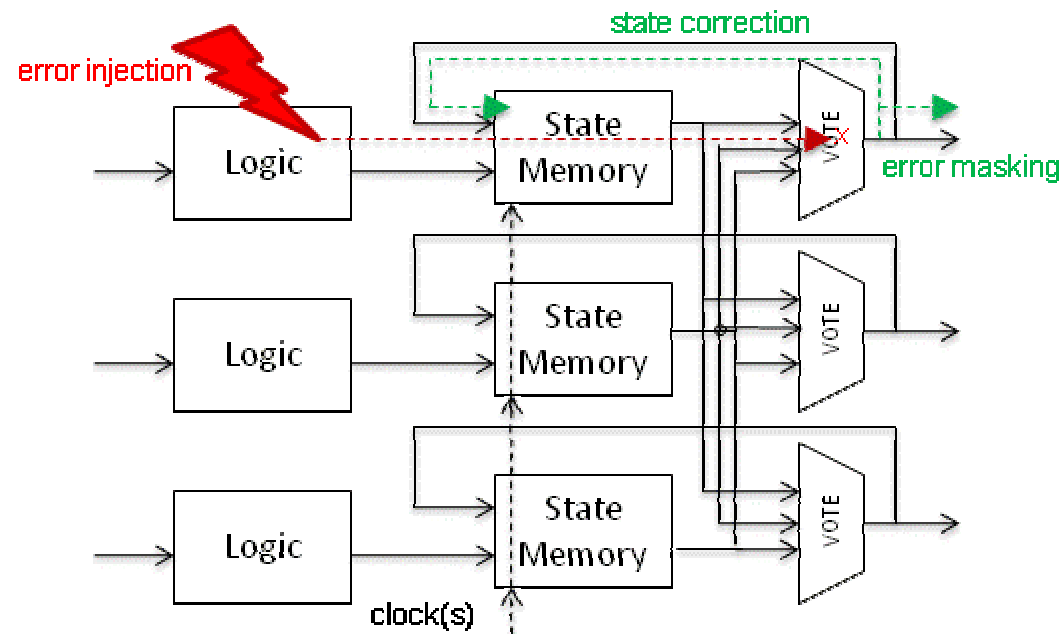 state correction
error injection
Logic
State
Memory
VOTE
error masking
Logic
State
Memory
VOTE
Logic
State
Memory
VOTE
clock(s)